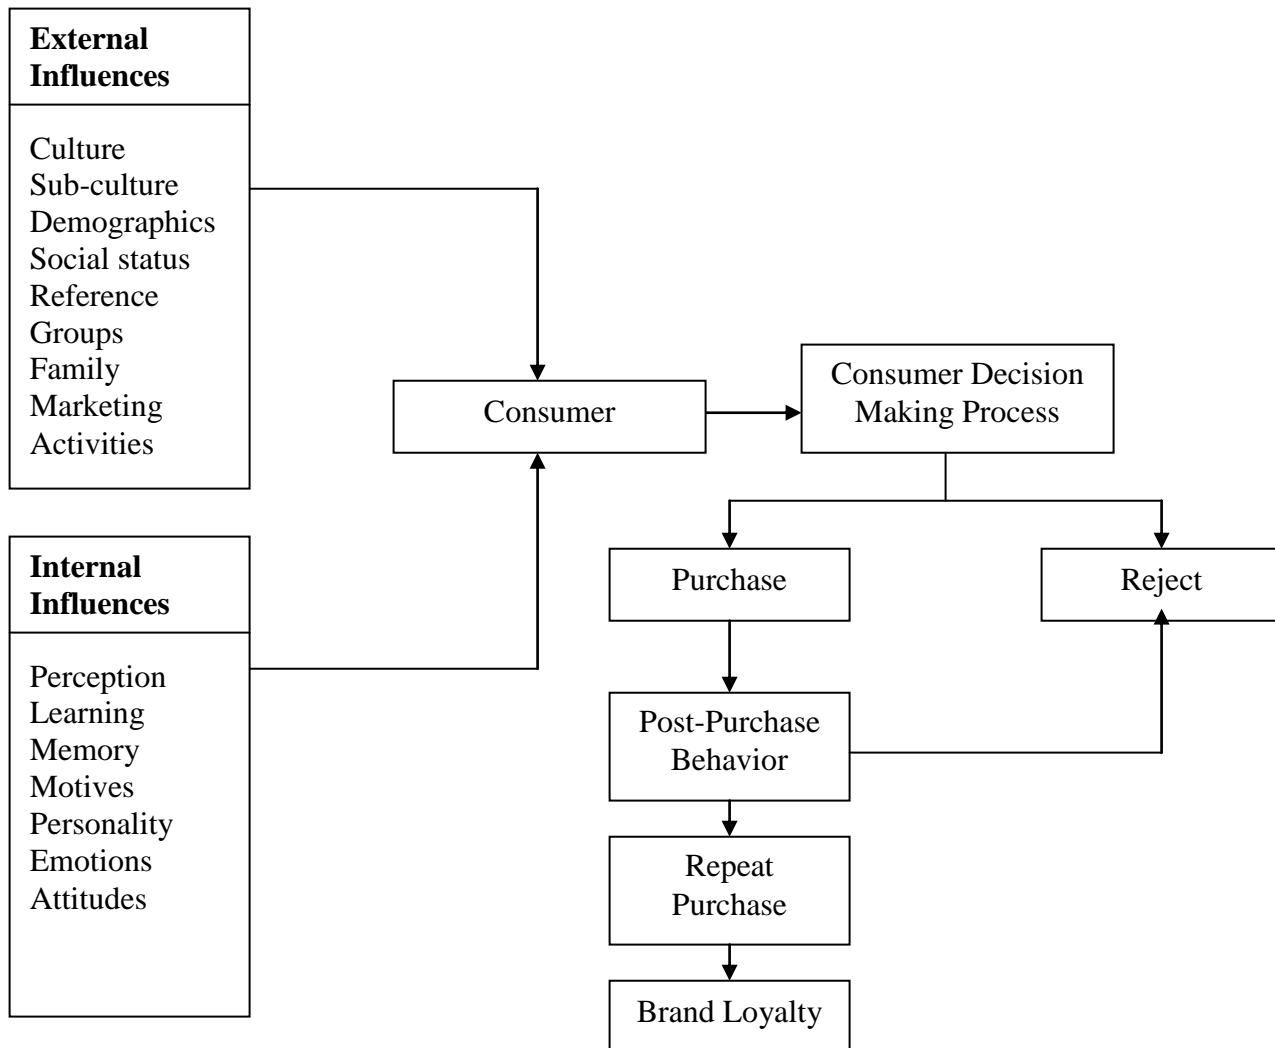 External
Influences
Culture
Sub-culture
Demographics
Social status
Reference
Groups
Family
Marketing
Activities
Consumer
Consumer Decision
Making Process
Purchase
Reject
Internal
Influences
Perception
Learning
Memory
Motives
Personality
Emotions
Attitudes
Post-Purchase
Behavior
Repeat
Purchase
Brand Loyalty